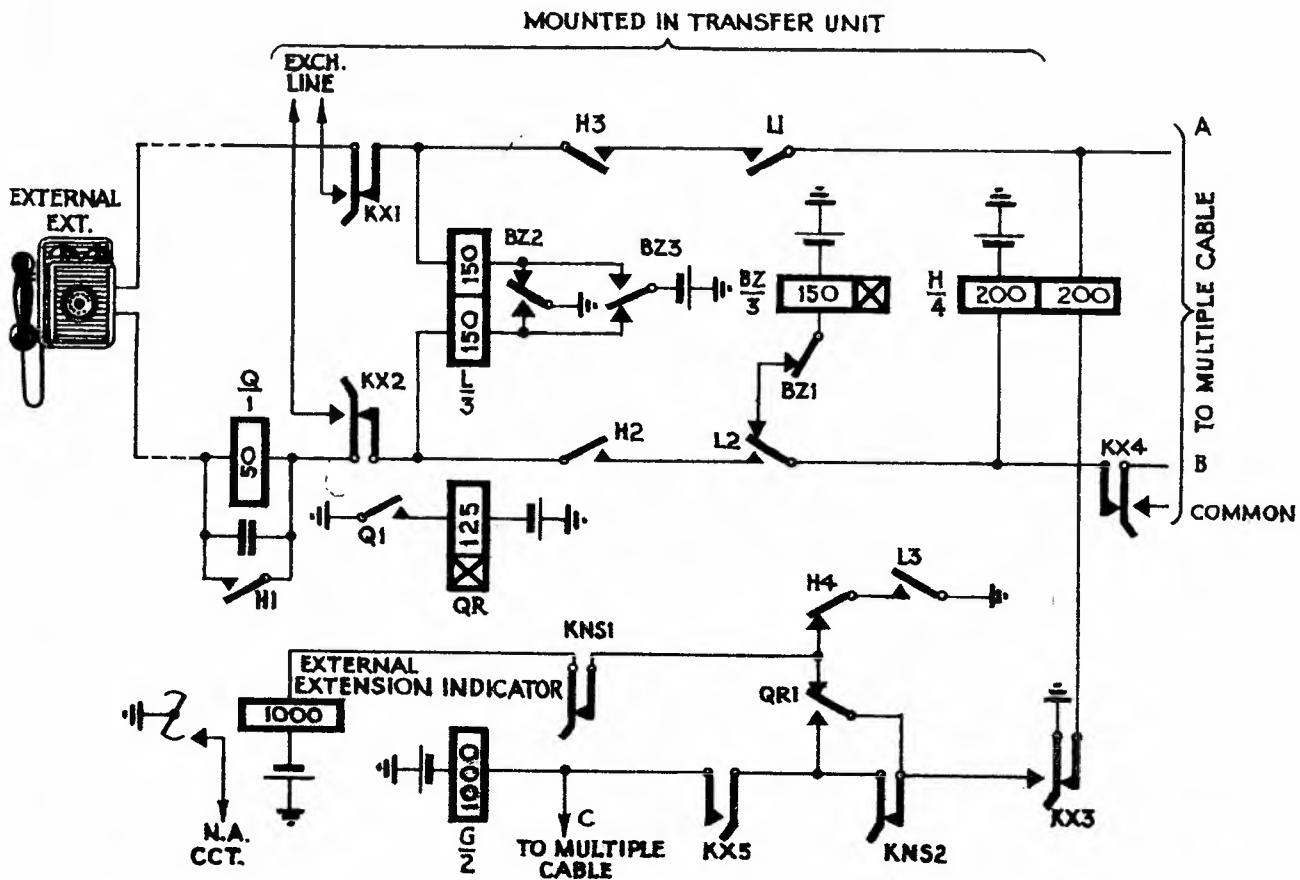 MOUNTED IN TRANSFER UNIT
EXCH.
LINE
H3
L1
A
EXTERNAL
EXT.
KX1
BZ2
BZ3
150
150
L/3
BZ/3
150
H/4
200
200
TO MULTIPLE CABLE
KX2
BZ1
Q/1
50
H2
L2
KX4
B
COMMON
Q1
125
QR
H1
H4
L3
KNS1
EXTERNAL
EXTENSION INDICATOR
1000
QR1
N.A.
CCT.
1000
G/2
C
TO MULTIPLE
CABLE
KX5
KNS2
KX3